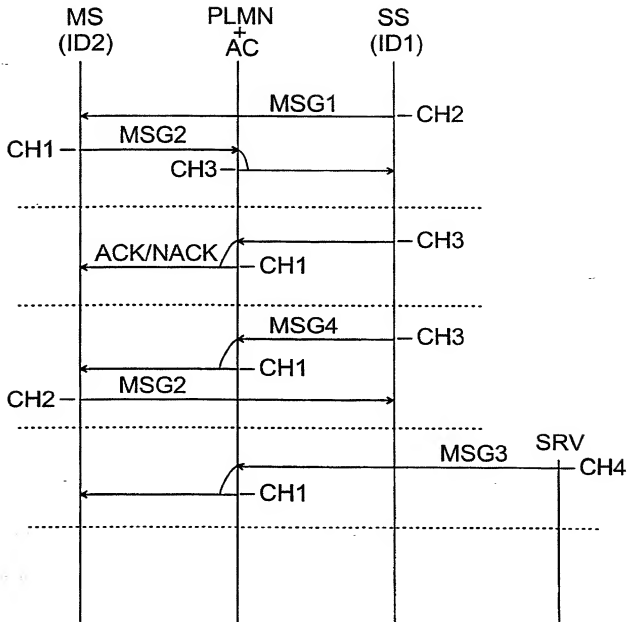 MS
(ID2)
PLMN
+
AC
SS
(ID1)
MSG1
CH2
CH1
MSG2
CH3
CH3
ACK/NACK
CH1
MSG4
CH3
CH1
CH2
MSG2
SRV
MSG3
CH4
CH1